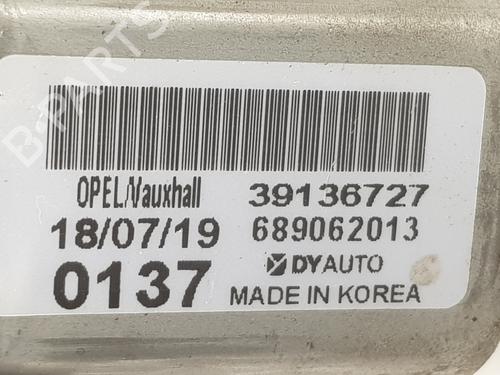 B-PARTS
OPEL/Vauxhall 39136727
18/07/19 689062013
0137 DYAUTO
MADE IN KOREA